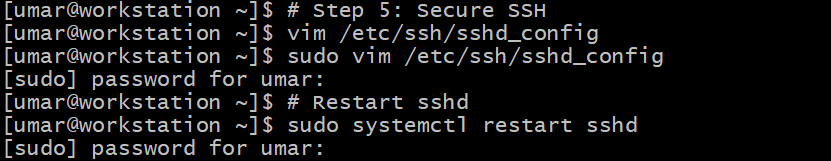 [umar@workstation ~]$ # Step 5: Secure SSH
[umar@workstation ~]$ vim /etc/ssh/sshd_config
[umar@workstation ~]$ sudo vim /etc/ssh/sshd_config
[sudo] password for umar:
[umar@workstation ~]$ # Restart sshd
[umar@workstation ~]$ sudo systemctl restart sshd
[sudo] password for umar: